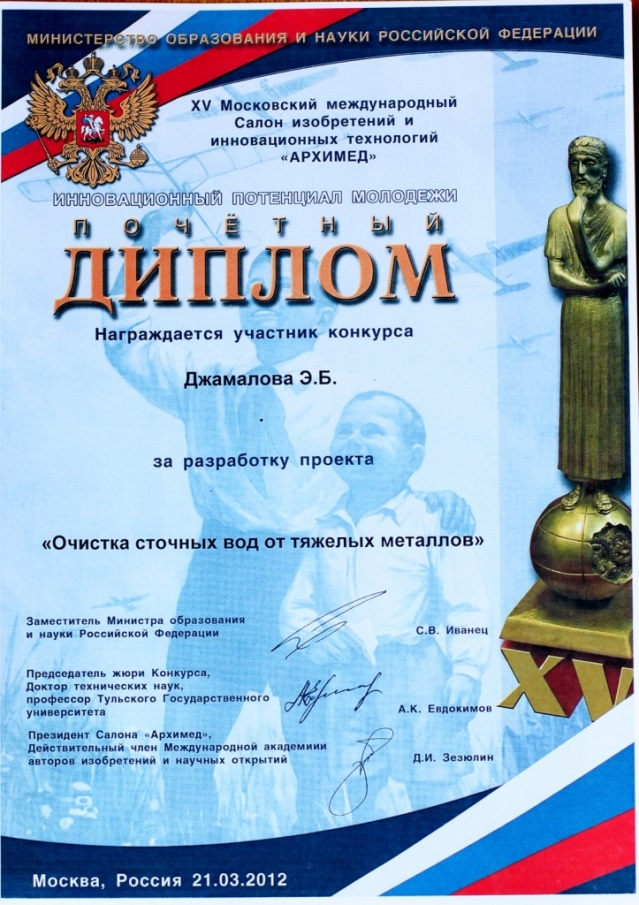 МИНИСТЕРСТВО ОБРАЗОВАНИЯ И НАУКИ РОССИЙСКОЙ ФЕДЕРАЦИИ
XV Московский международный
Салон изобретений и
инновационных технологий
«АРХИМЕД»
ИННОВАЦИОННЫЙ ПОТЕНЦИАЛ МОЛОДЕЖИ
ПОЧЁТНЫЙ
ДИПЛОМ
Награждается участник конкурса
Джамалова Э.Б.
за разработку проекта
«Очистка сточных вод от тяжелых металлов»
Заместитель Министра образования
и науки Российской Федерации
С.В. Иванец
Председатель жюри Конкурса,
Доктор технических наук,
профессор Тульского Государственного
университета
А.К. Евдокимов
Президент Салона «Архимед»,
Действительный член Международной академиии
авторов изобретений и научных открытий
Д.И. Зезюлин
XV
Москва, Россия 21.03.2012